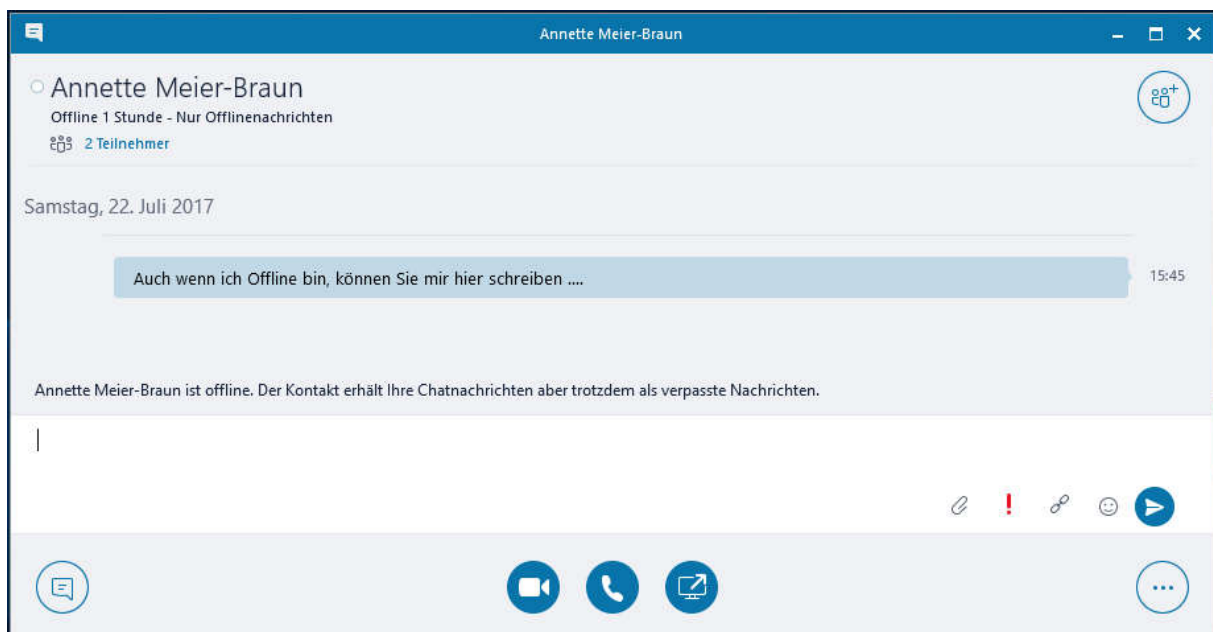 Annette Meier-Braun
Annette Meier-Braun
Offline 1 Stunde - Nur Offlinenachrichten
2 Teilnehmer
Samstag, 22. Juli 2017
Auch wenn ich Offline bin, können Sie mir hier schreiben ....
15:45
Annette Meier-Braun ist offline. Der Kontakt erhält Ihre Chatnachrichten aber trotzdem als verpasste Nachrichten.